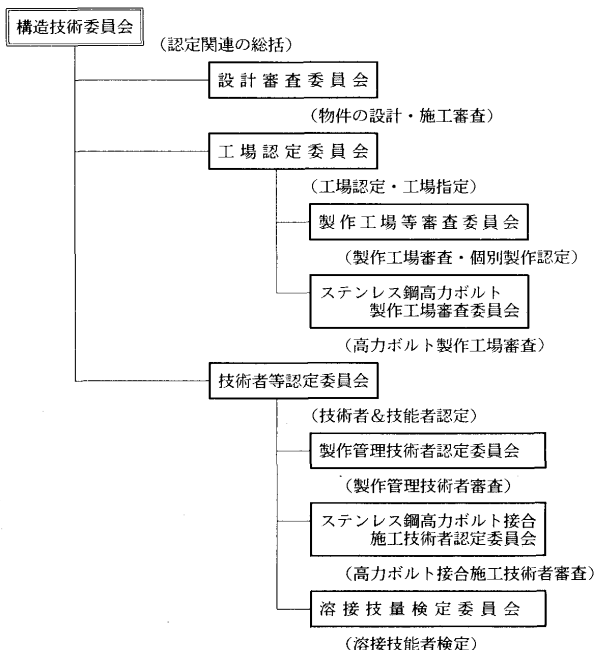 構造技術委員会
（認定関連の総括）
設計審査委員会
（物件の設計・施工審査）
工場認定委員会
（工場認定・工場指定）
製作工場等審査委員会
（製作工場審査・個別製作認定）
ステンレス鋼高力ボルト
製作工場審査委員会
（高力ボルト製作工場審査）
技術者等認定委員会
（技術者＆技能者認定）
製作管理技術者認定委員会
（製作管理技術者審査）
ステンレス鋼高力ボルト接合
施工技術者認定委員会
（高力ボルト接合施工技術者審査）
溶接技量検定委員会
（溶接技能者検定）